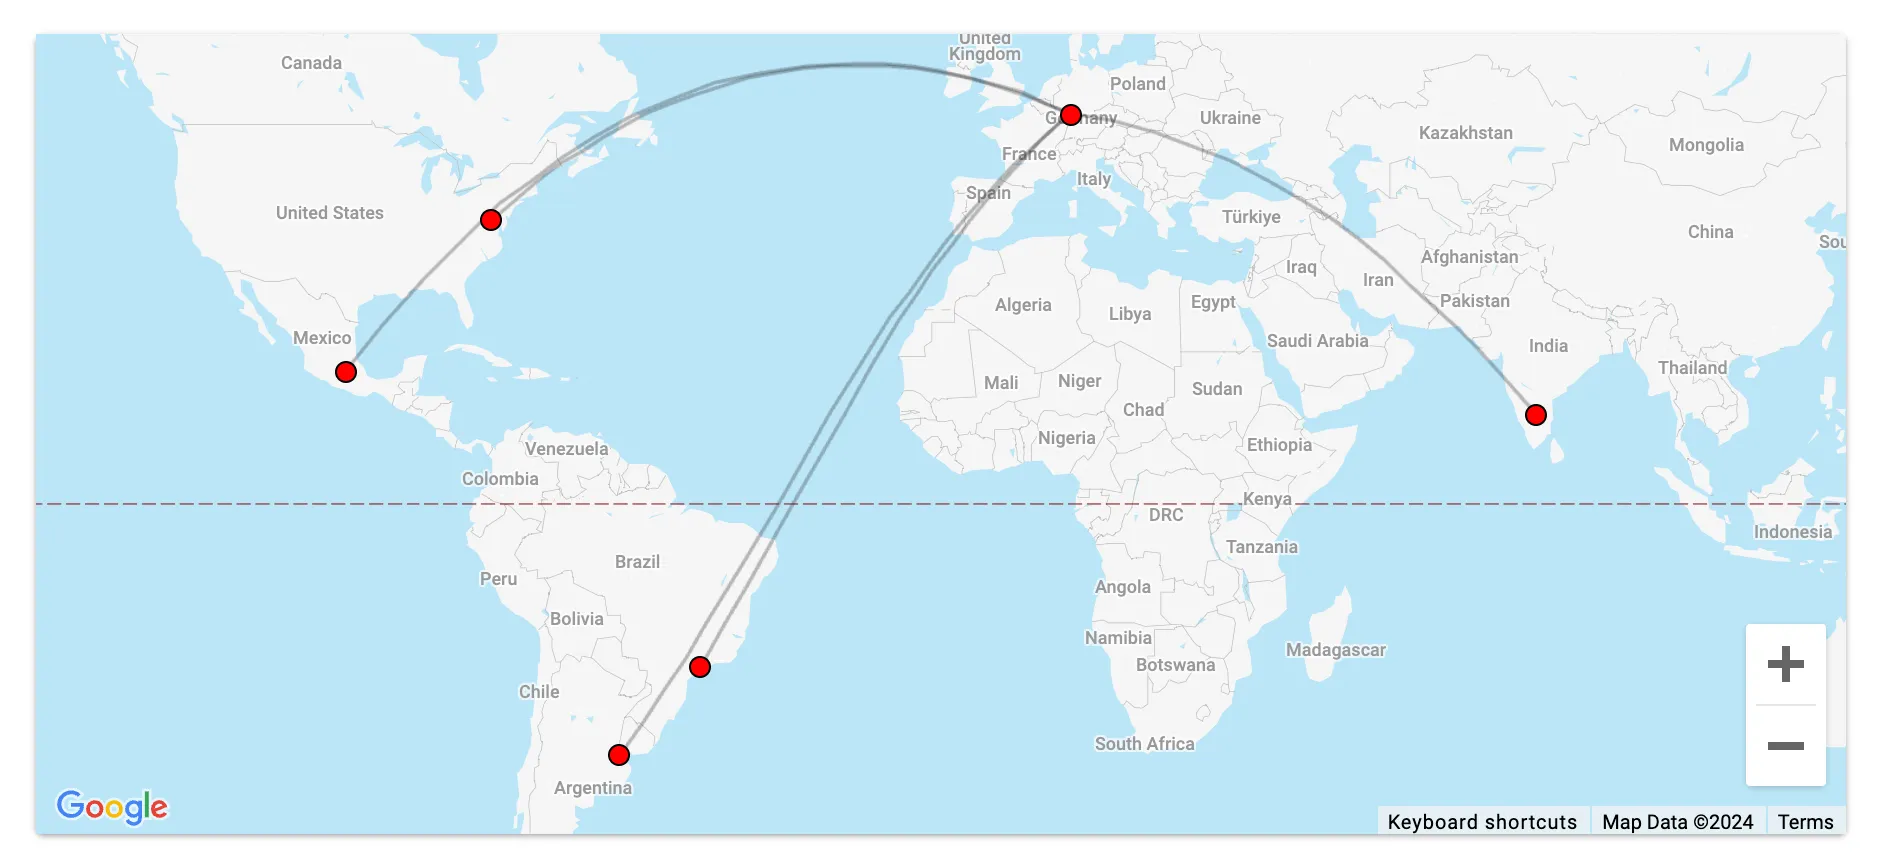 United
Kingdom
Canada
Poland
Germany
Ukraine
Kazakhstan
Mongolia
France
Italy
Spain
United States
Türkiye
China
Sou
Afghanistan
Iraq
Iran
Pakistan
Algeria
Libya
Egypt
Mexico
Saudi Arabia
India
Thailand
Mali
Niger
Sudan
Chad
Nigeria
Ethiopia
Venezuela
Colombia
Kenya
DRC
Indonesia
Tanzania
Brazil
Peru
Angola
Bolivia
Namibia
Madagascar
Botswana
Chile
South Africa
Argentina
Google
Keyboard shortcuts
Map Data ©2024
Terms